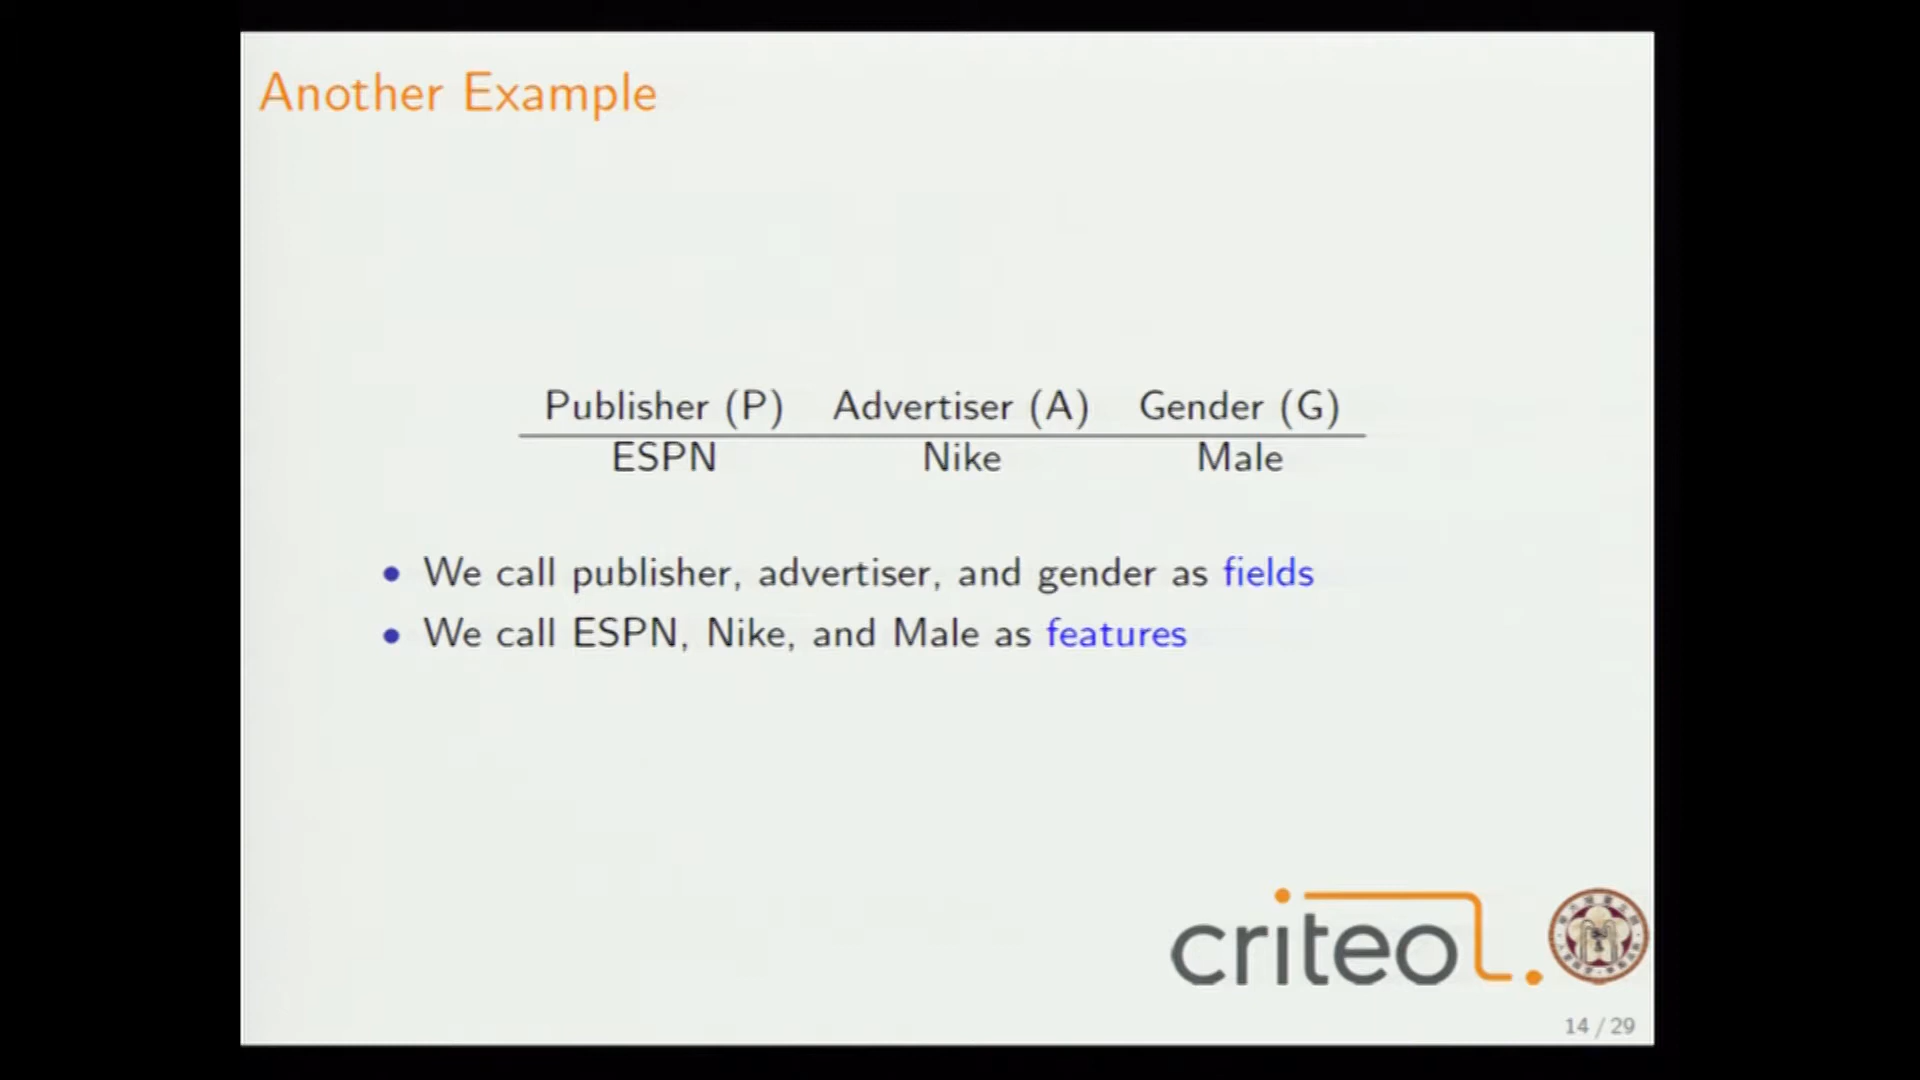 Another Example
Publisher (P) Advertiser (A) Gender (G)
ESPN Nike Male
• We call publisher, advertiser, and gender as fields
• We call ESPN, Nike, and Male as features
criteo
14 / 29